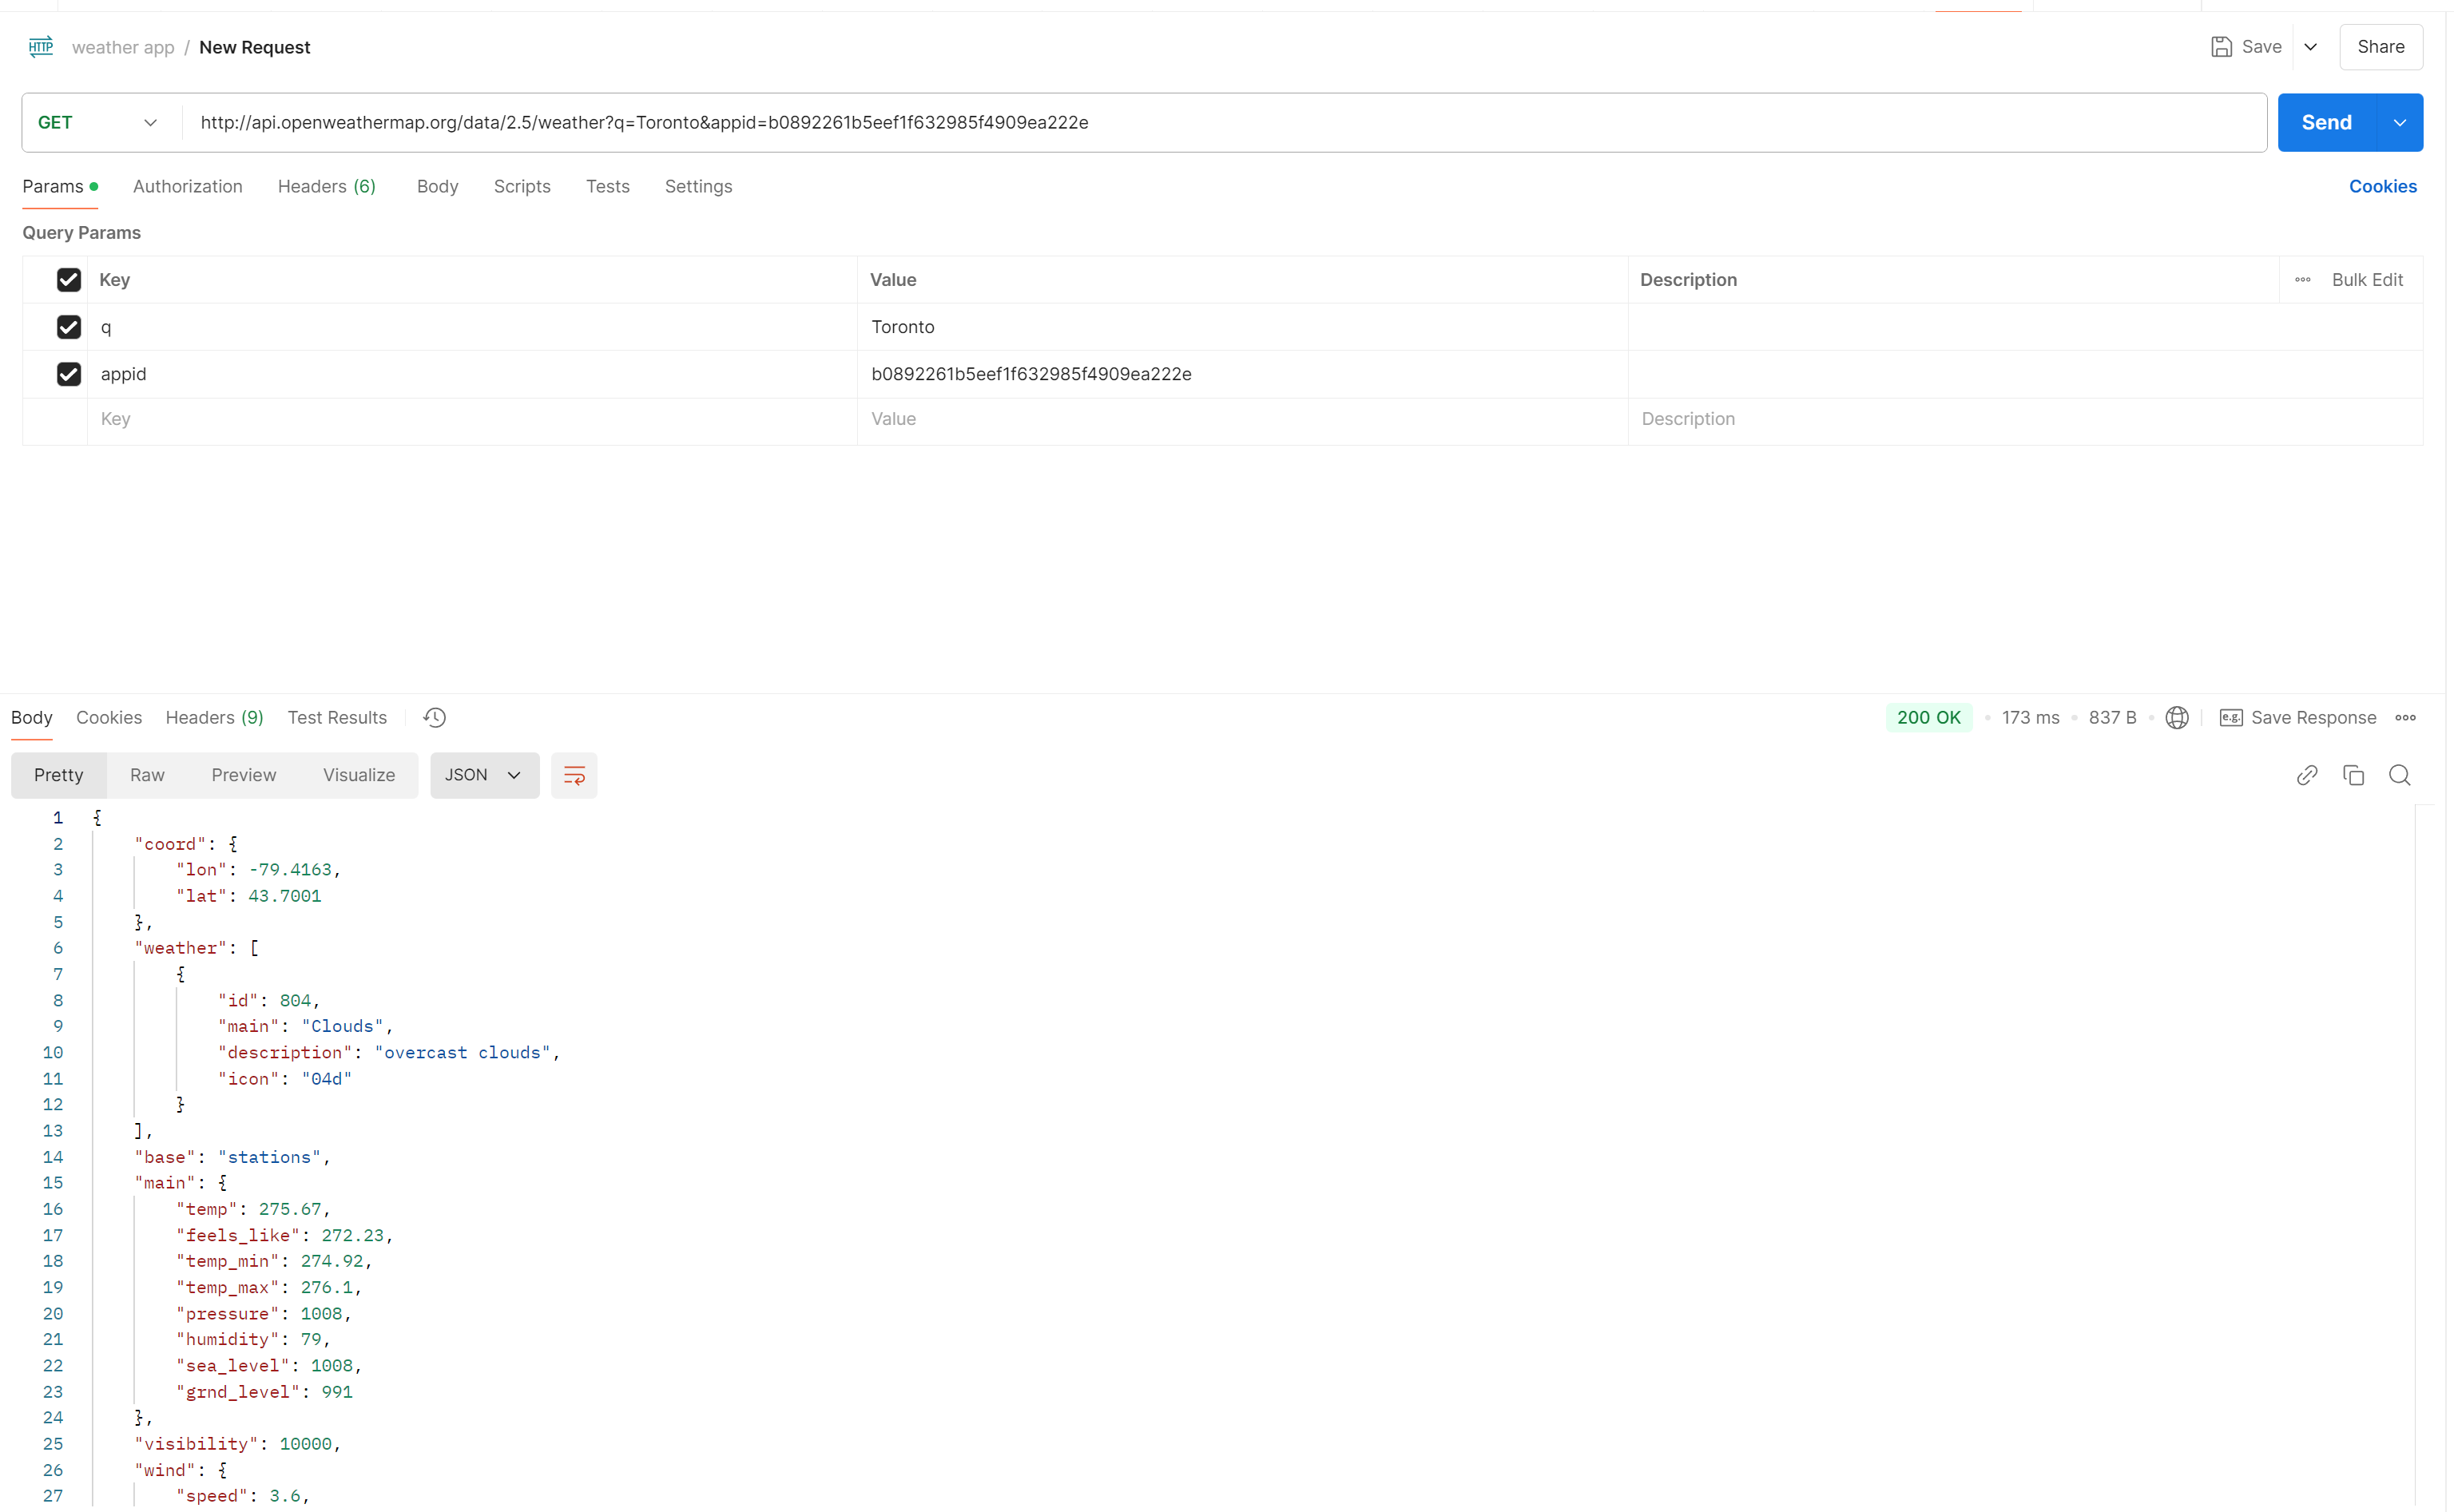 HTTP weather app / New Request Save Share
GET http://api.openweathermap.org/data/2.5/weather?q=Toronto&appid=b0892261b5eef1f632985f4909ea222e Send
Params Authorization Headers (6) Body Scripts Tests Settings Cookies
Query Params
Key Value Description Bulk Edit
q Toronto
appid b0892261b5eef1f632985f4909ea222e
Key Value Description
Body Cookies Headers (9) Test Results 200 OK 173 ms 837 B e.g. Save Response
Pretty Raw Preview Visualize JSON
1 {
2 "coord": {
3 "lon": -79.4163,
4 "lat": 43.7001
5 },
6 "weather": [
7 {
8 "id": 804,
9 "main": "Clouds",
10 "description": "overcast clouds",
11 "icon": "04d"
12 }
13 ],
14 "base": "stations",
15 "main": {
16 "temp": 275.67,
17 "feels_like": 272.23,
18 "temp_min": 274.92,
19 "temp_max": 276.1,
20 "pressure": 1008,
21 "humidity": 79,
22 "sea_level": 1008,
23 "grnd_level": 991
24 },
25 "visibility": 10000,
26 "wind": {
27 "speed": 3.6,